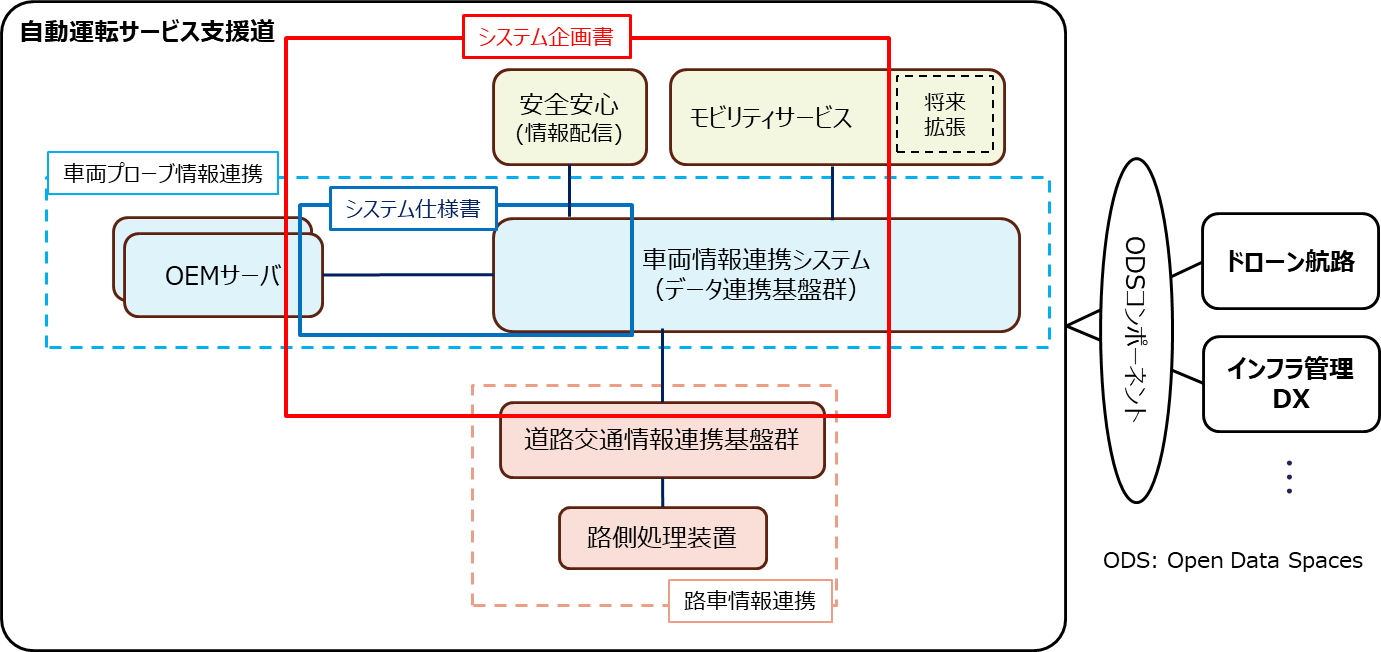 自動運転サービス支援道
システム企画書
安全安心
(情報配信)
モビリティサービス
将来
拡張
車両プローブ情報連携
システム仕様書
OEMサーバ
車両情報連携システム
（データ連携基盤群）
道路交通情報連携基盤群
路側処理装置
路車情報連携
ODSコンポーネント
ドローン航路
インフラ管理
DX
…
ODS: Open Data Spaces